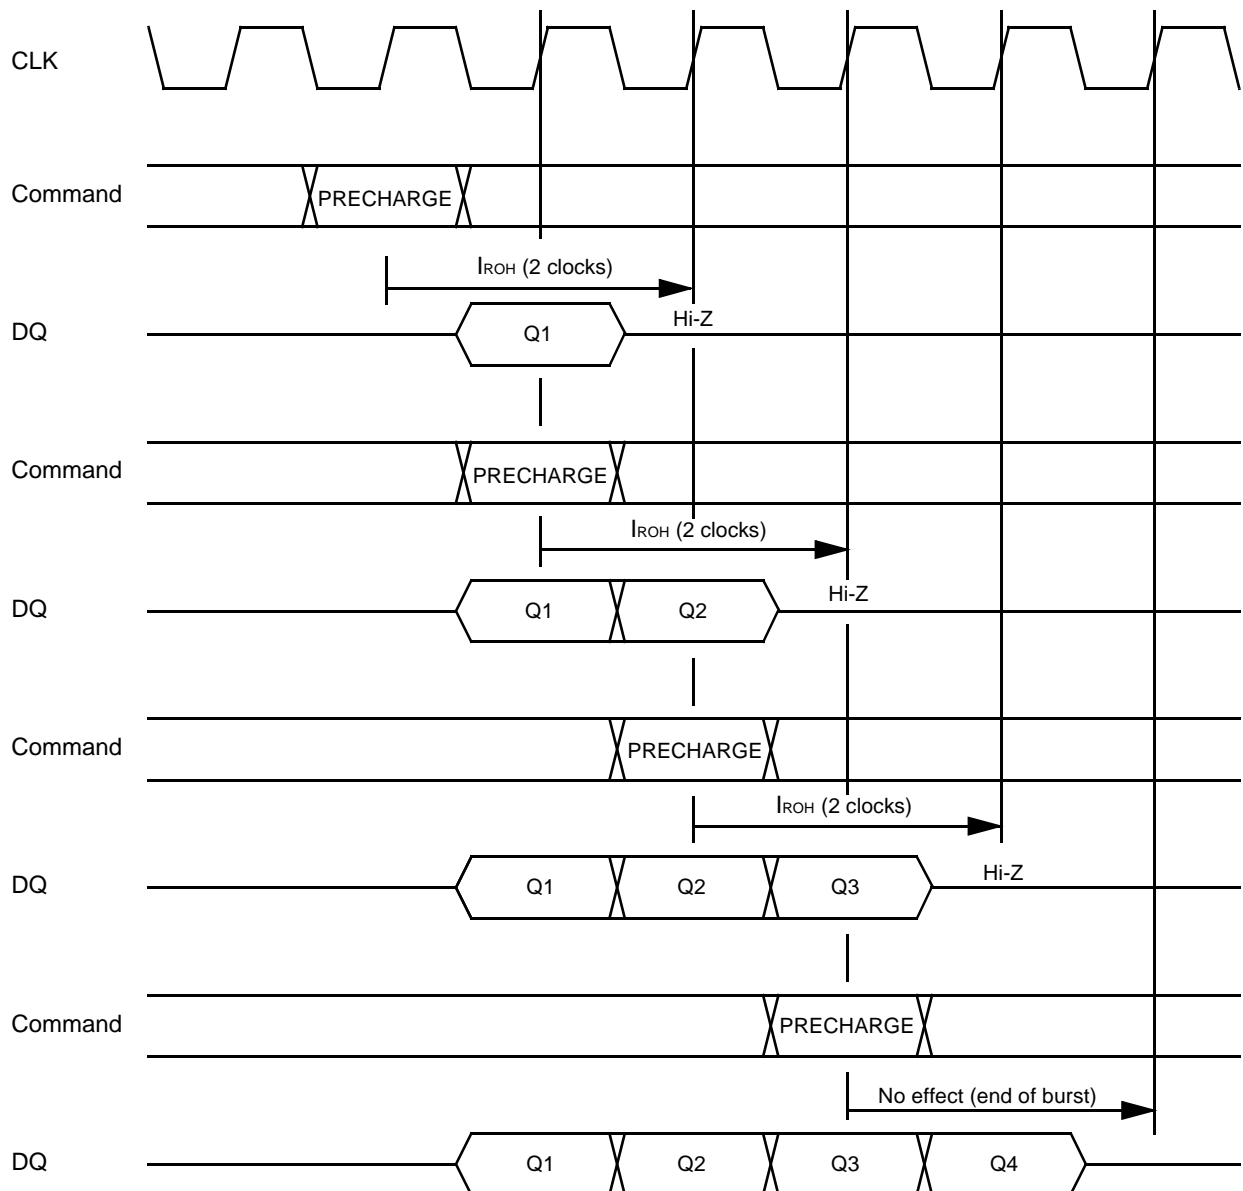 CLK
Command
PRECHARGE
IROH (2 clocks)
DQ
Q1
Hi-Z
Command
PRECHARGE
IROH (2 clocks)
DQ
Q1
Q2
Hi-Z
Command
PRECHARGE
IROH (2 clocks)
DQ
Q1
Q2
Q3
Hi-Z
Command
PRECHARGE
No effect (end of burst)
DQ
Q1
Q2
Q3
Q4